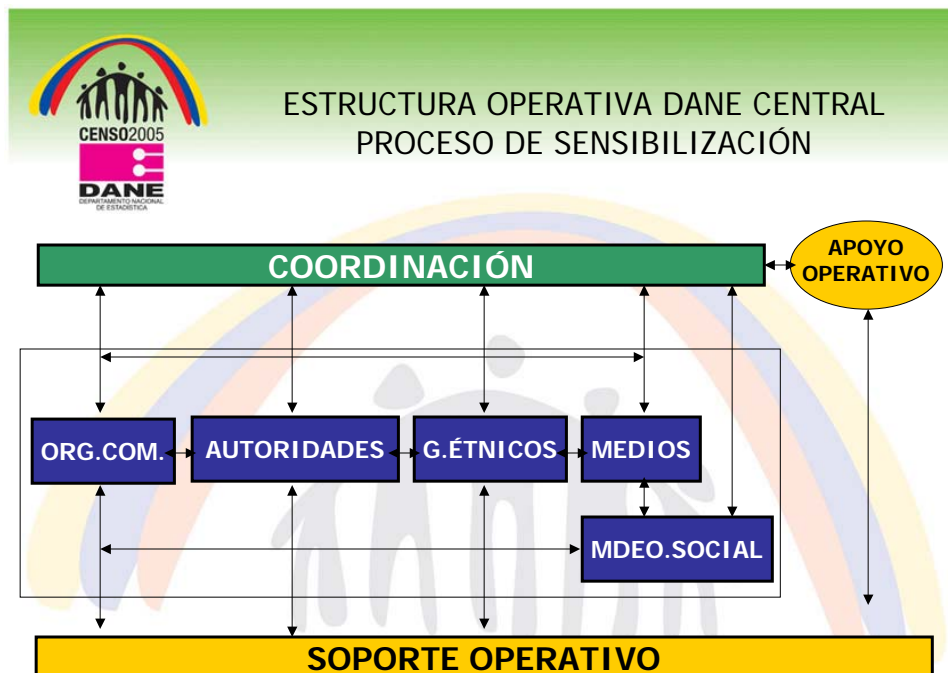 CENSO2005
DANE
DEPARTAMENTO NACIONAL
DE ESTADÍSTICA
ESTRUCTURA OPERATIVA DANE CENTRAL
PROCESO DE SENSIBILIZACIÓN
COORDINACIÓN
APOYO
OPERATIVO
ORG.COM.
AUTORIDADES
G.ÉTNICOS
MEDIOS
MDEO.SOCIAL
SOPORTE OPERATIVO